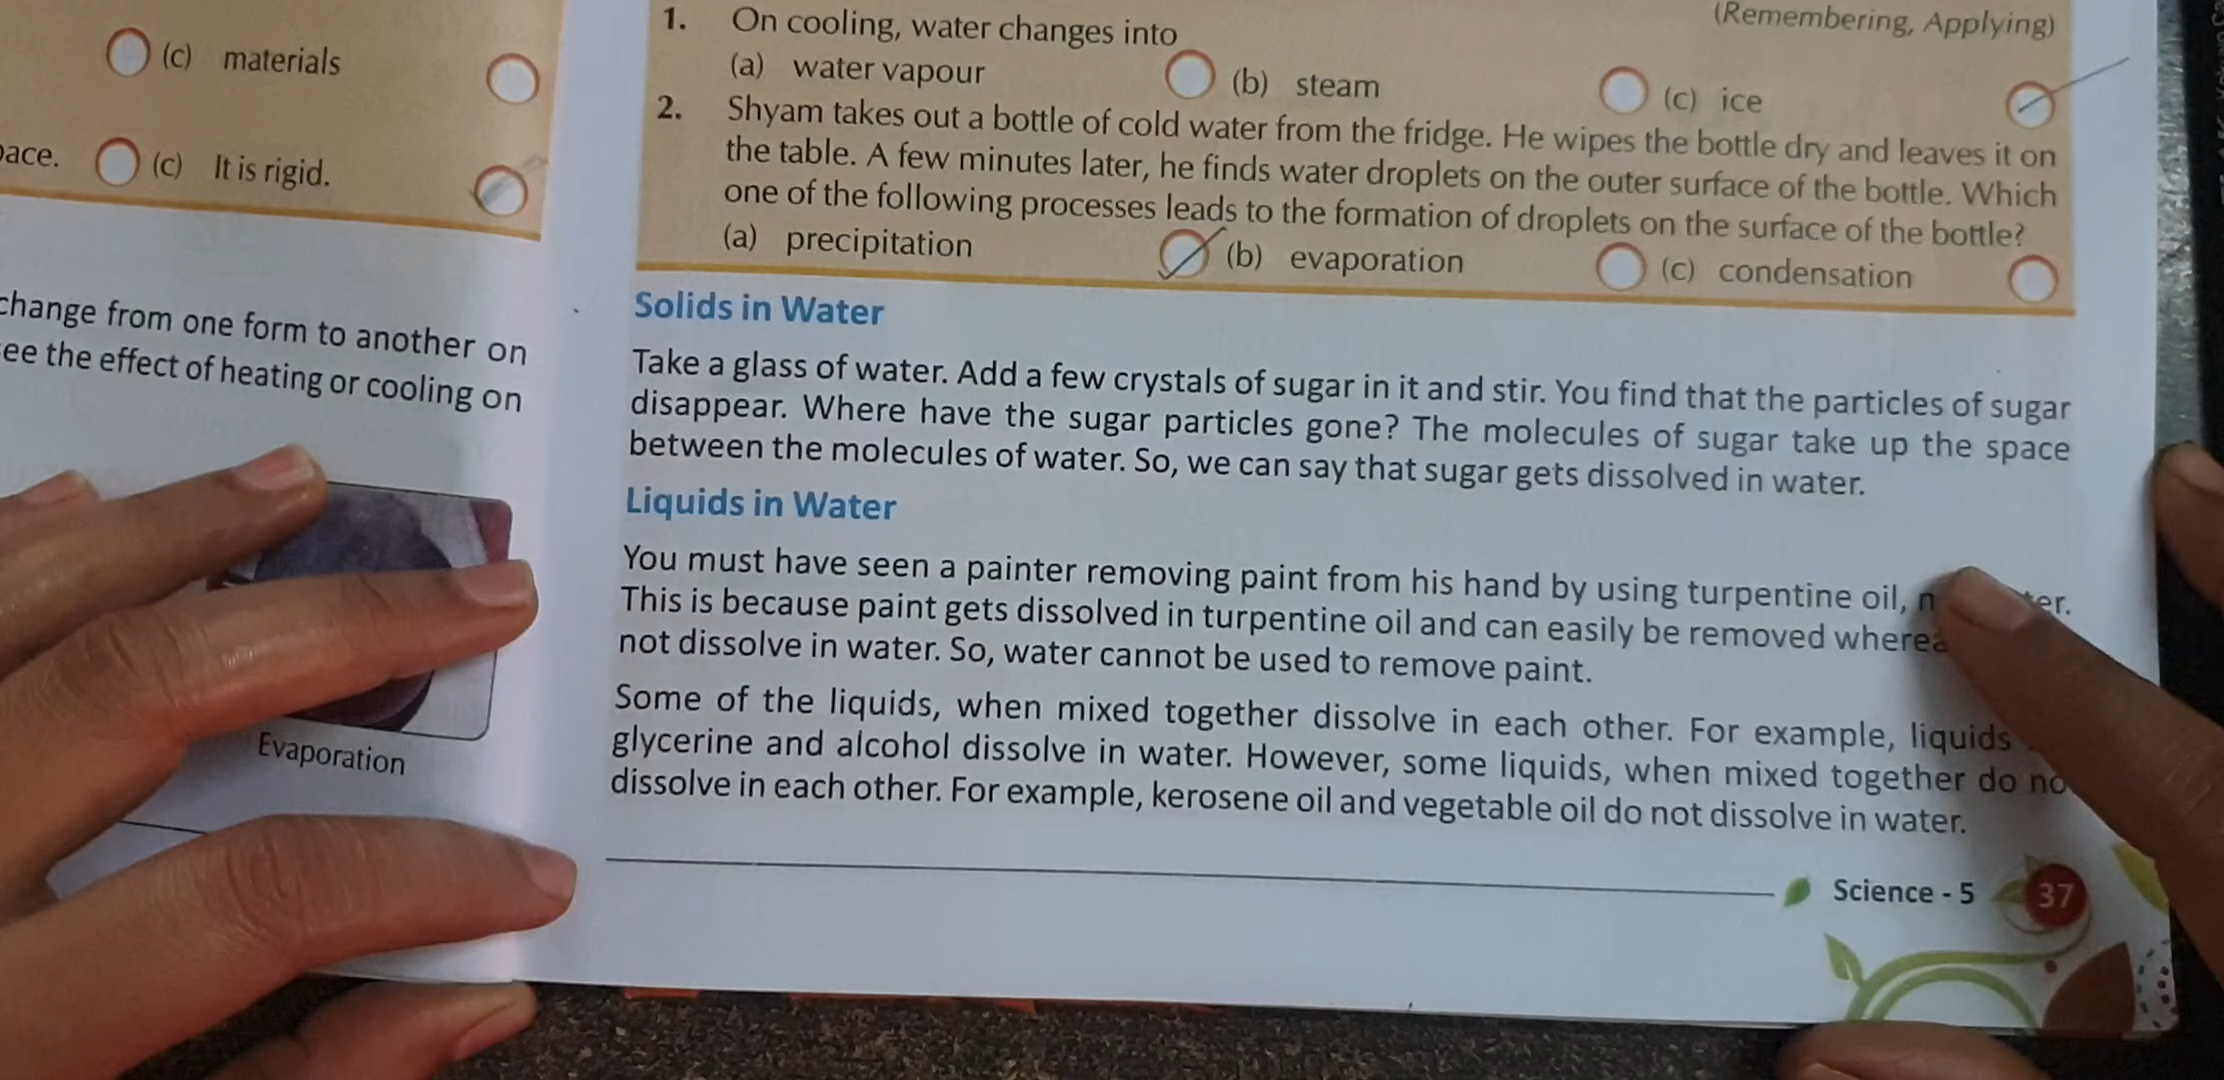 (c) materials
pace.
(c) It is rigid.
change from one form to another on
see the effect of heating or cooling on
Evaporation
(Remembering, Applying)
1. On cooling, water changes into
(a) water vapour (b) steam (c) ice
2. Shyam takes out a bottle of cold water from the fridge. He wipes the bottle dry and leaves it on
the table. A few minutes later, he finds water droplets on the outer surface of the bottle. Which
one of the following processes leads to the formation of droplets on the surface of the bottle?
(a) precipitation (b) evaporation (c) condensation
Solids in Water
Take a glass of water. Add a few crystals of sugar in it and stir. You find that the particles of sugar
disappear. Where have the sugar particles gone? The molecules of sugar take up the space
between the molecules of water. So, we can say that sugar gets dissolved in water.
Liquids in Water
You must have seen a painter removing paint from his hand by using turpentine oil,
This is because paint gets dissolved in turpentine oil and can easily be removed
not dissolve in water. So, water cannot be used to remove paint.
Some of the liquids, when mixed together dissolve in each other. For example, liquids
glycerine and alcohol dissolve in water. However, some liquids, when mixed together do no
dissolve in each other. For example, kerosene oil and vegetable oil do not dissolve in water.
Science - 5 37